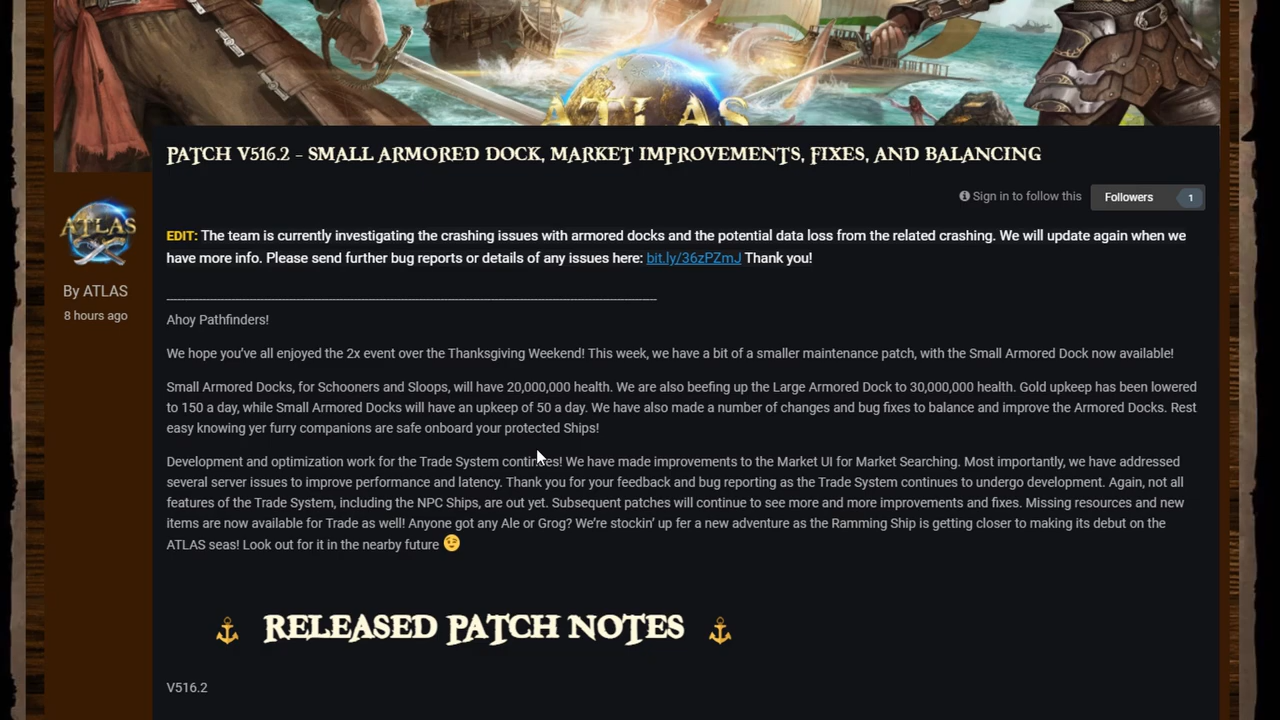 ATLAS
PATCH V516.2 – SMALL ARMORED DOCK, MARKET IMPROVEMENTS, FIXES, AND BALANCING
Sign in to follow this
Followers
1
ATLAS
By ATLAS
8 hours ago
EDIT: The team is currently investigating the crashing issues with armored docks and the potential data loss from the related crashing. We will update again when we
have more info. Please send further bug reports or details of any issues here: bit.ly/36zPZmJ Thank you!
Ahoy Pathfinders!
We hope you've all enjoyed the 2x event over the Thanksgiving Weekend! This week, we have a bit of a smaller maintenance patch, with the Small Armored Dock now available!
Small Armored Docks, for Schooners and Sloops, will have 20,000,000 health. We are also beefing up the Large Armored Dock to 30,000,000 health. Gold upkeep has been lowered
to 150 a day, while Small Armored Docks will have an upkeep of 50 a day. We have also made a number of changes and bug fixes to balance and improve the Armored Docks. Rest
easy knowing yer furry companions are safe onboard your protected Ships!
Development and optimization work for the Trade System continues! We have made improvements to the Market UI for Market Searching. Most importantly, we have addressed
several server issues to improve performance and latency. Thank you for your feedback and bug reporting as the Trade System continues to undergo development. Again, not all
features of the Trade System, including the NPC Ships, are out yet. Subsequent patches will continue to see more and more improvements and fixes. Missing resources and new
items are now available for Trade as well! Anyone got any Ale or Grog? We're stockin' up fer a new adventure as the Ramming Ship is getting closer to making its debut on the
ATLAS seas! Look out for it in the nearby future 😉
RELEASED PATCH NOTES
V516.2